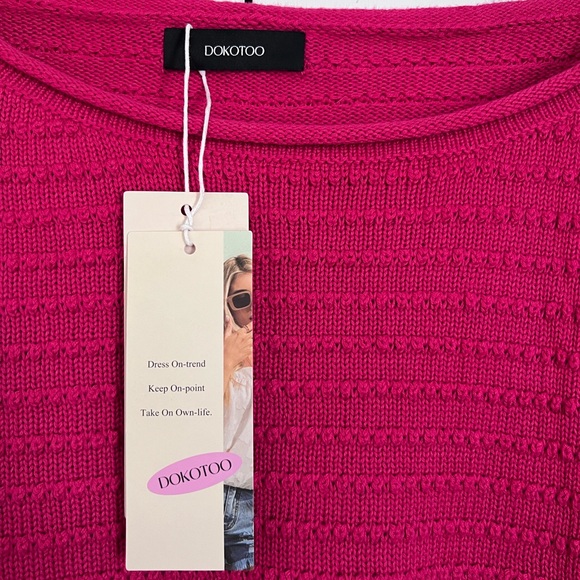 DOKOTOO
Dress On-trend
Keep On-point
Take On Own-life.
DOKOTOO